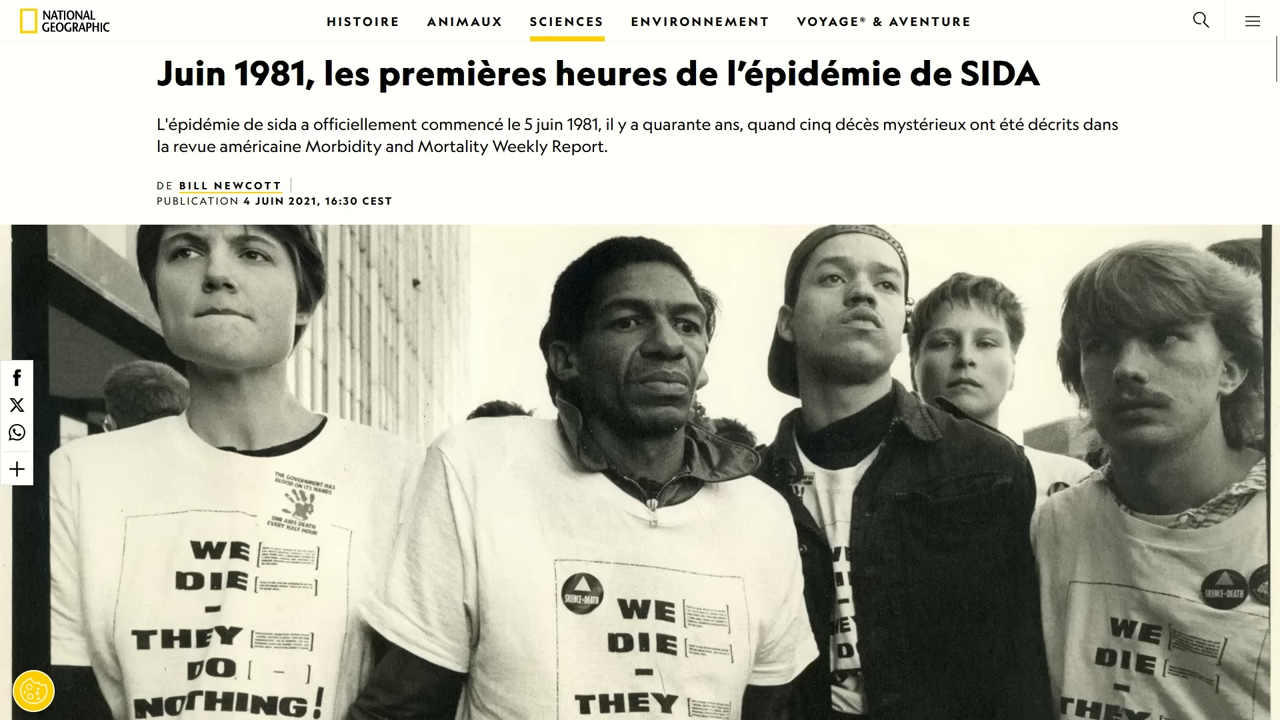 NATIONAL
GEOGRAPHIC
HISTOIRE
ANIMAUX
SCIENCES
ENVIRONNEMENT
VOYAGE® & AVENTURE
Juin 1981, les premières heures de l'épidémie de SIDA
L'épidémie de sida a officiellement commencé le 5 juin 1981, il y a quarante ans, quand cinq décès mystérieux ont été décrits dans
la revue américaine Morbidity and Mortality Weekly Report.
DE BILL NEWCOTT
PUBLICATION 4 JUIN 2021, 16:30 CEST
THE GOVERNMENT HAS
BLOOD ON ITS HANDS
ONE AIDS DEATH
EVERY HALF HOUR
WE
DIE
-
THEY
DO
NOTHING!
SILENCE=DEATH
WE
DIE
-
THEY
SILENCE=DEATH
WE
DIE
-
THEY